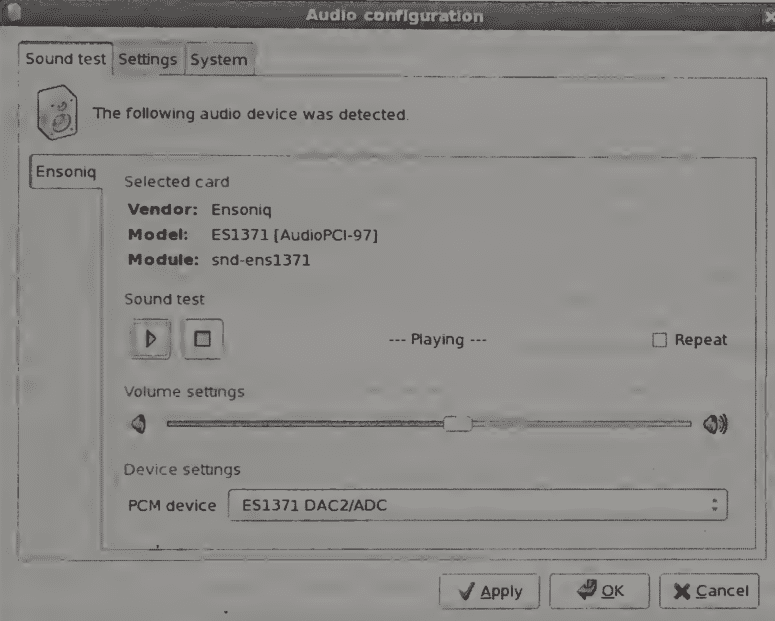 Audio configuration
Sound test Settings System
The following audio device was detected.
Ensoniq
Selected card
Vendor: Ensoniq
Model: ES1371 [AudioPCI-97]
Module: snd-ens1371
Sound test
--- Playing --- Repeat
Volume settings
Device settings
PCM device ES1371 DAC2/ADC
Apply OK Cancel